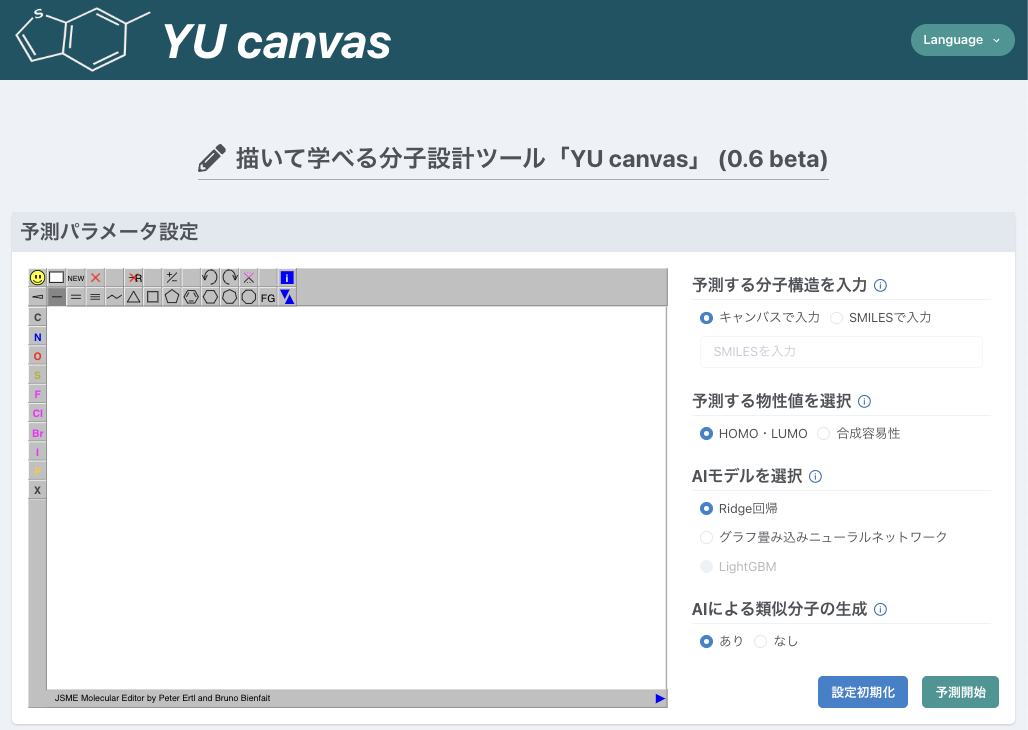 S
YU canvas
Language
描いて学べる分子設計ツール「YU canvas」 (0.6 beta)
予測パラメータ設定
NEW
R
i
FG
C
N
O
S
F
Cl
Br
I
P
X
JSME Molecular Editor by Peter Ertl and Bruno Bienfait
予測する分子構造を入力
キャンバスで入力 SMILESで入力
SMILESを入力
予測する物性値を選択
HOMO・LUMO 合成容易性
AIモデルを選択
Ridge回帰
グラフ畳み込みニューラルネットワーク
LightGBM
AIによる類似分子の生成
あり なし
設定初期化 予測開始